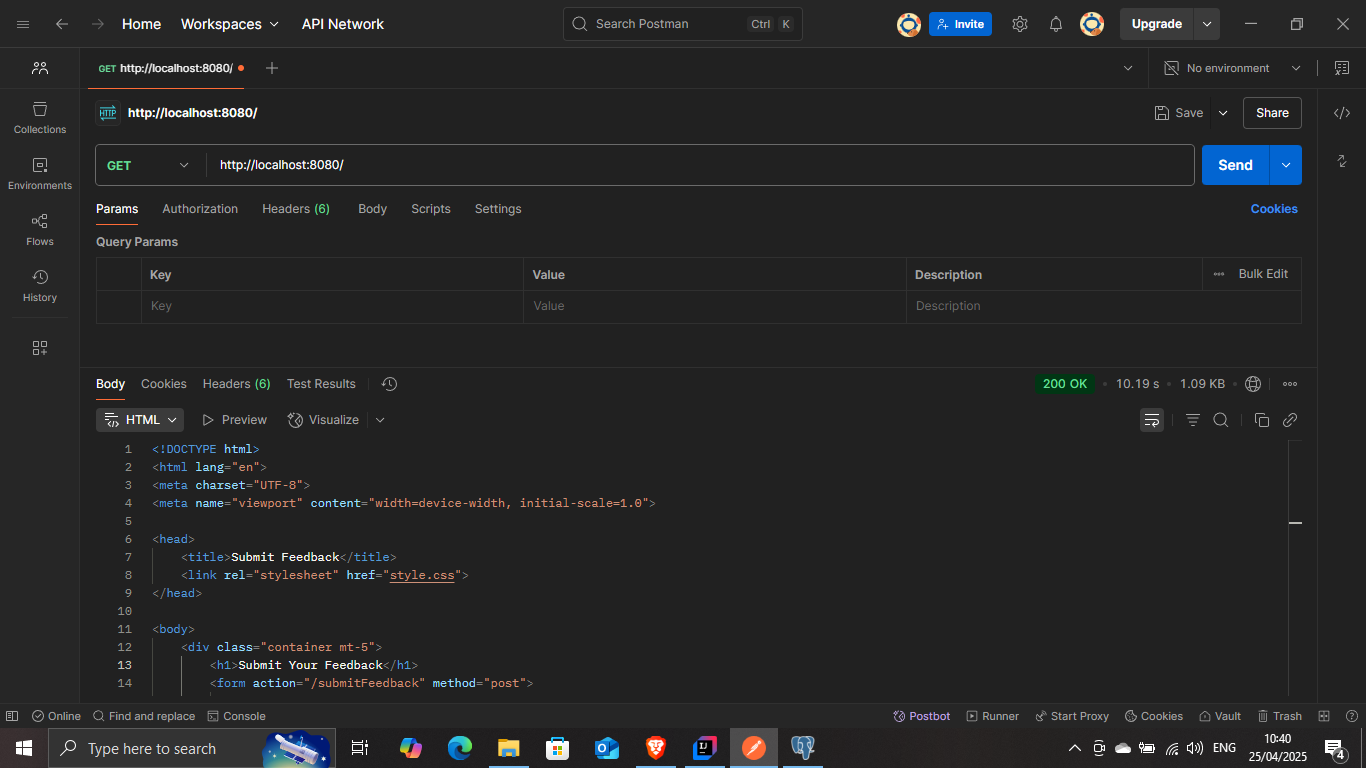 Home Workspaces API Network Search Postman Ctrl K Invite Upgrade
GET http://localhost:8080/ No environment
HTTP http://localhost:8080/ Save Share
Collections
Environments
Flows
History
GET http://localhost:8080/ Send
Params Authorization Headers (6) Body Scripts Settings Cookies
Query Params
Key Value Description Bulk Edit
Key Value Description
Body Cookies Headers (6) Test Results 200 OK 10.19 s 1.09 KB
HTML Preview Visualize
1 <!DOCTYPE html>
2 <html lang="en">
3 <meta charset="UTF-8">
4 <meta name="viewport" content="width=device-width, initial-scale=1.0">
5
6 <head>
7 <title>Submit Feedback</title>
8 <link rel="stylesheet" href="style.css">
9 </head>
10
11 <body>
12 <div class="container mt-5">
13 <h1>Submit Your Feedback</h1>
14 <form action="/submitFeedback" method="post">
Online Find and replace Console Postbot Runner Start Proxy Cookies Vault Trash
Type here to search ENG 10:40
25/04/2025 4